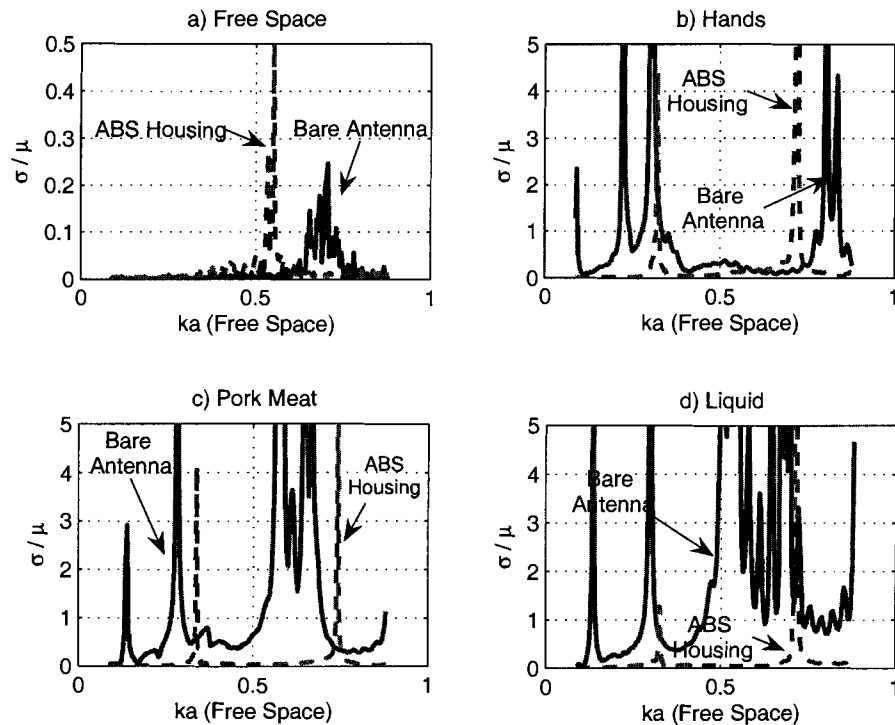 a) Free Space
0.5
0.4
0.3
0.2
0.1
0
σ / μ
ABS Housing
Bare Antenna
0
0.5
1
ka (Free Space)
b) Hands
5
4
3
2
1
0
σ / μ
ABS
Housing
Bare
Antenna
0
0.5
1
ka (Free Space)
c) Pork Meat
5
4
3
2
1
0
σ / μ
Bare
Antenna
ABS
Housing
0
0.5
1
ka (Free Space)
d) Liquid
5
4
3
2
1
0
σ / μ
Bare
Antenna
ABS
Housing
0
0.5
1
ka (Free Space)